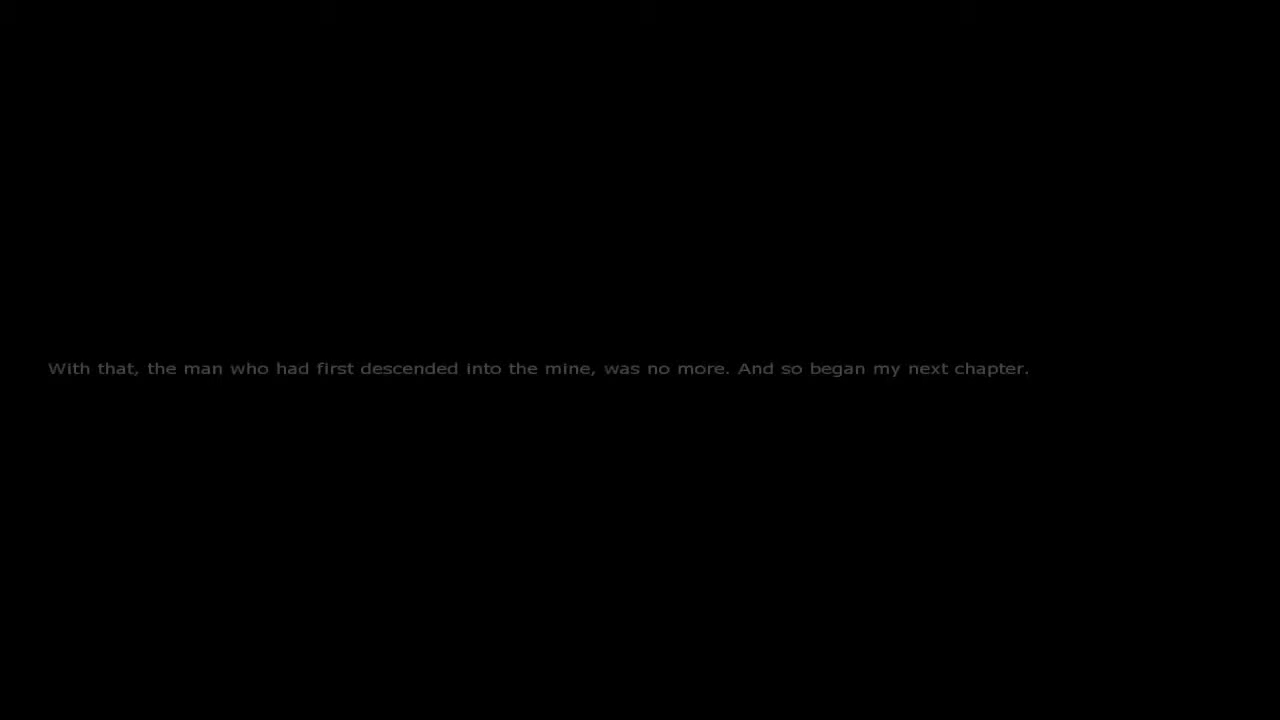 With that, the man who had first descended into the mine, was no more. And so began my next chapter.